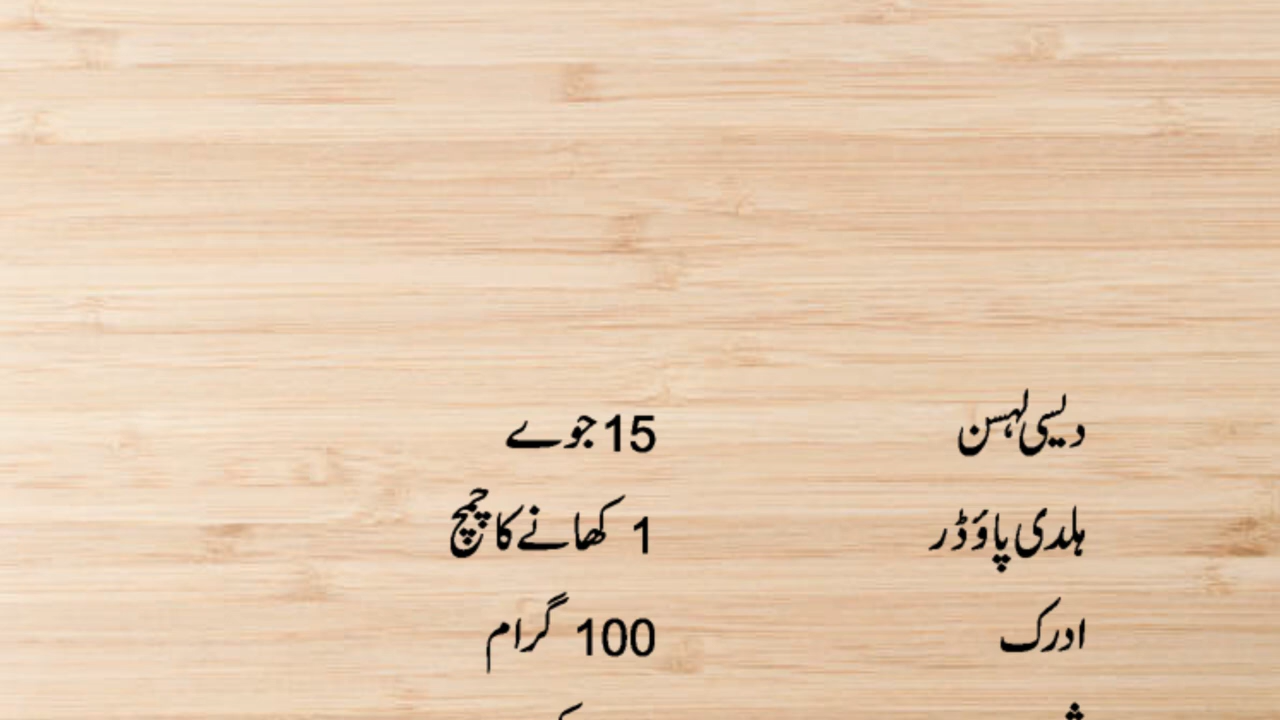 دیسی لہسن 15 جوے
ہلدی پاؤڈر 1 کھانے کا چمچ
ادرک 100 گرام